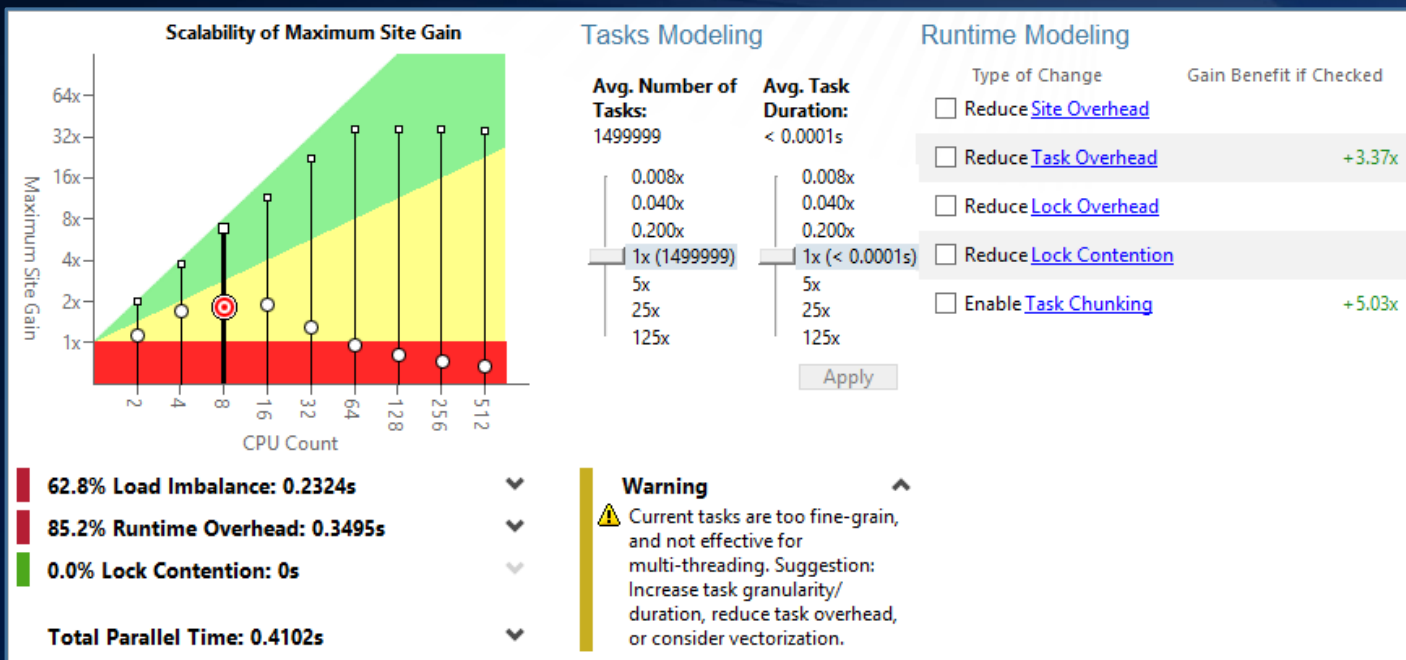 Scalability of Maximum Site Gain
Maximum Site Gain
64x
32x
16x
8x
4x
2x
1x
2
4
8
16
32
64
128
256
512
CPU Count
62.8% Load Imbalance: 0.2324s
85.2% Runtime Overhead: 0.3495s
0.0% Lock Contention: 0s
Total Parallel Time: 0.4102s
Tasks Modeling
Avg. Number of
Tasks:
1499999
0.008x
0.040x
0.200x
1x (1499999)
5x
25x
125x
Avg. Task
Duration:
< 0.0001s
0.008x
0.040x
0.200x
1x (< 0.0001s)
5x
25x
125x
Apply
Warning
Current tasks are too fine-grain,
and not effective for
multi-threading. Suggestion:
Increase task granularity/
duration, reduce task overhead,
or consider vectorization.
Runtime Modeling
Type of Change Gain Benefit if Checked
Reduce Site Overhead
Reduce Task Overhead +3.37x
Reduce Lock Overhead
Reduce Lock Contention
Enable Task Chunking +5.03x